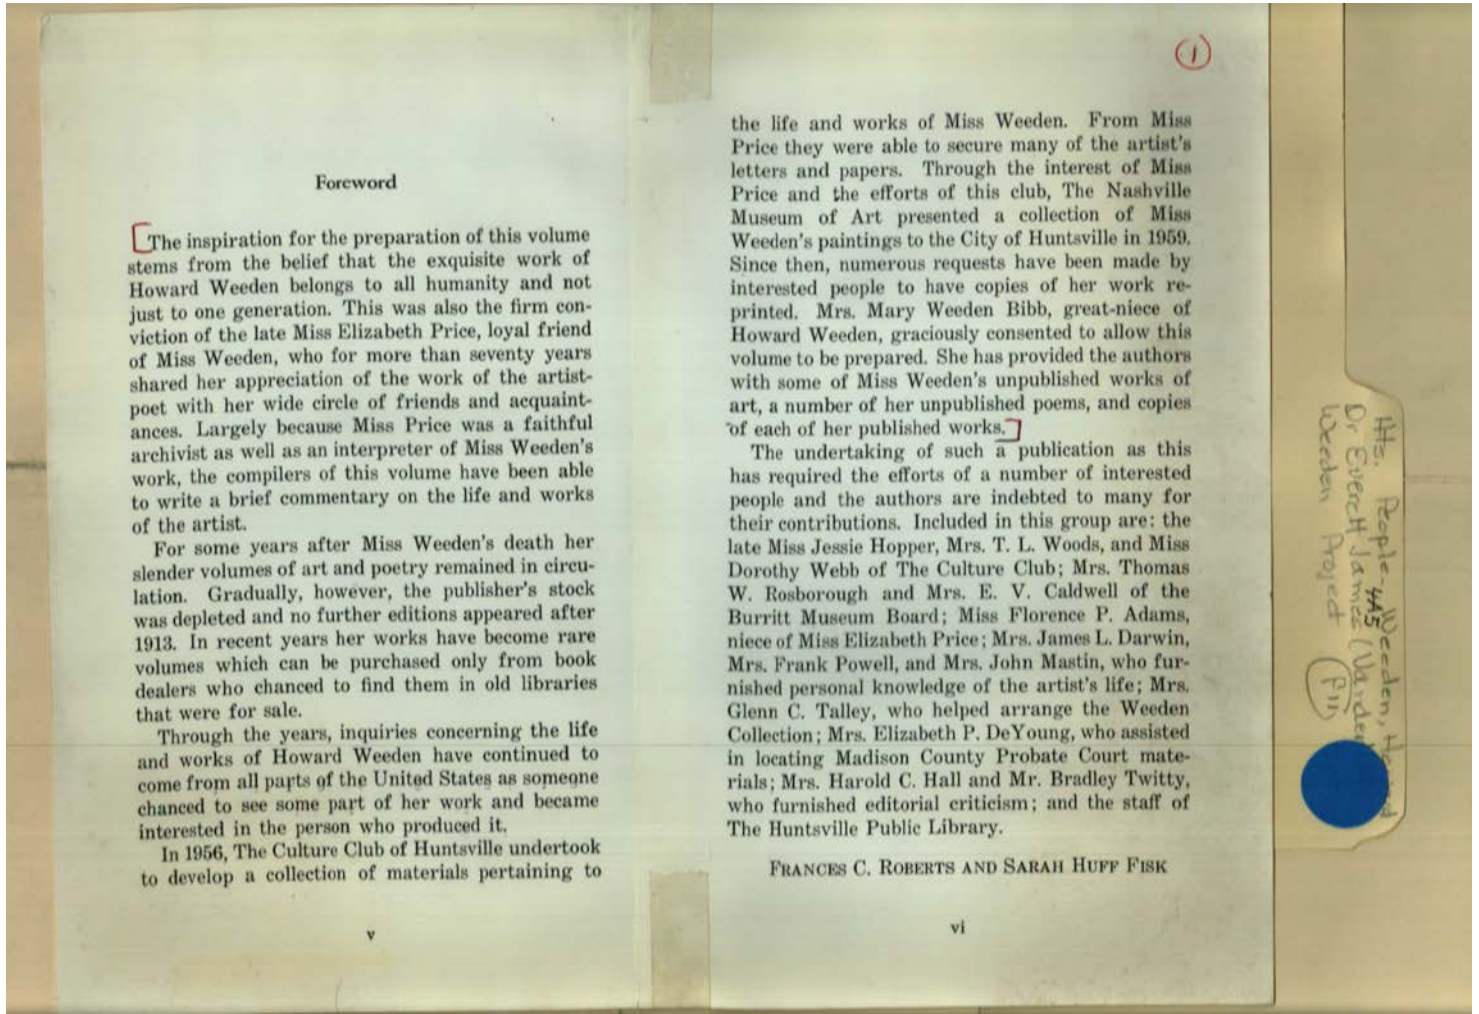 Foreword
The inspiration for the preparation of this volume
stems from the belief that the exquisite work of
Howard Weeden belongs to all humanity and not
just to one generation. This was also the firm con-
viction of the late Miss Elizabeth Price, loyal friend
of Miss Weeden, who for more than seventy years
shared her appreciation of the work of the artist-
poet with her wide circle of friends and acquaint-
ances. Largely because Miss Price was a faithful
archivist as well as an interpreter of Miss Weeden's
work, the compilers of this volume have been able
to write a brief commentary on the life and works
of the artist.
For some years after Miss Weeden's death her
slender volumes of art and poetry remained in circu-
lation. Gradually, however, the publisher's stock
was depleted and no further editions appeared after
1913. In recent years her works have become rare
volumes which can be purchased only from book
dealers who chanced to find them in old libraries
that were for sale.
Through the years, inquiries concerning the life
and works of Howard Weeden have continued to
come from all parts of the United States as someone
chanced to see some part of her work and became
interested in the person who produced it.
In 1956, The Culture Club of Huntsville undertook
to develop a collection of materials pertaining to
v
1
the life and works of Miss Weeden. From Miss
Price they were able to secure many of the artist's
letters and papers. Through the interest of Miss
Price and the efforts of this club, The Nashville
Museum of Art presented a collection of Miss
Weeden's paintings to the City of Huntsville in 1959.
Since then, numerous requests have been made by
interested people to have copies of her work re-
printed. Mrs. Mary Weeden Bibb, great-niece of
Howard Weeden, graciously consented to allow this
volume to be prepared. She has provided the authors
with some of Miss Weeden's unpublished works of
art, a number of her unpublished poems, and copies
of each of her published works.
The undertaking of such a publication as this
has required the efforts of a number of interested
people and the authors are indebted to many for
their contributions. Included in this group are: the
late Miss Jessie Hopper, Mrs. T. L. Woods, and Miss
Dorothy Webb of The Culture Club; Mrs. Thomas
W. Rosborough and Mrs. E. V. Caldwell of the
Burritt Museum Board; Miss Florence P. Adams,
niece of Miss Elizabeth Price; Mrs. James L. Darwin,
Mrs. Frank Powell, and Mrs. John Mastin, who fur-
nished personal knowledge of the artist's life; Mrs.
Glenn C. Talley, who helped arrange the Weeden
Collection; Mrs. Elizabeth P. DeYoung, who assisted
in locating Madison County Probate Court mate-
rials; Mrs. Harold C. Hall and Mr. Bradley Twitty,
who furnished editorial criticism; and the staff of
The Huntsville Public Library.
FRANCES C. ROBERTS AND SARAH HUFF FISK
vi
People - Weeden,
Dr Everett James
Weeden Project